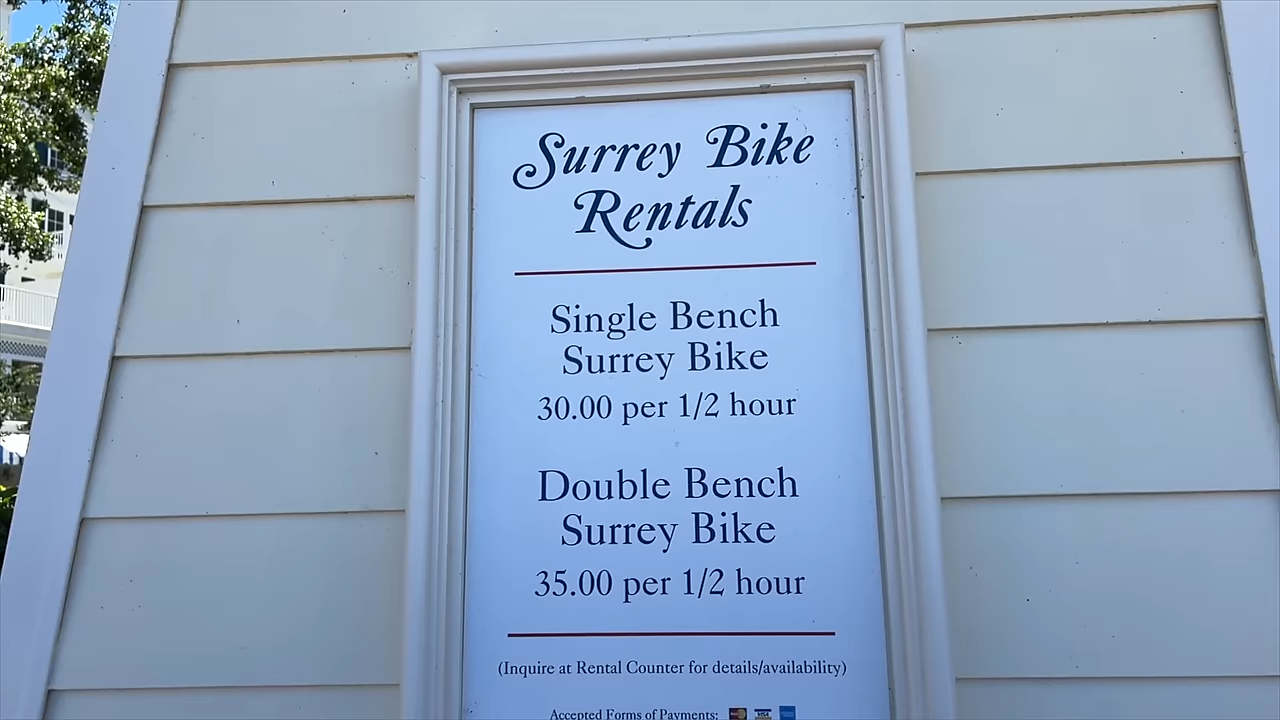 Surrey Bike
Rentals
Single Bench
Surrey Bike
30.00 per 1/2 hour
Double Bench
Surrey Bike
35.00 per 1/2 hour
(Inquire at Rental Counter for details/availability)
Accepted Forms of Payments: VISA